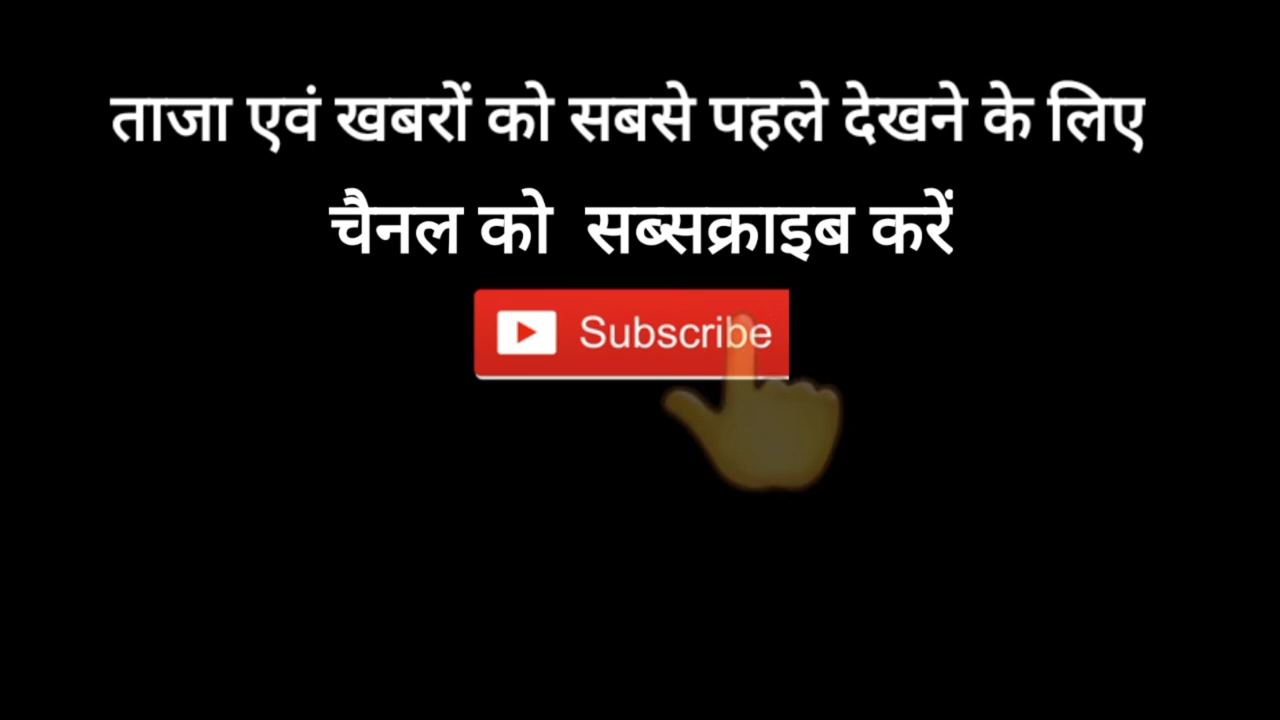 ताजा एवं खबरों को सबसे पहले देखने के लिए
चैनल को सब्सक्राइब करें
Subscribe